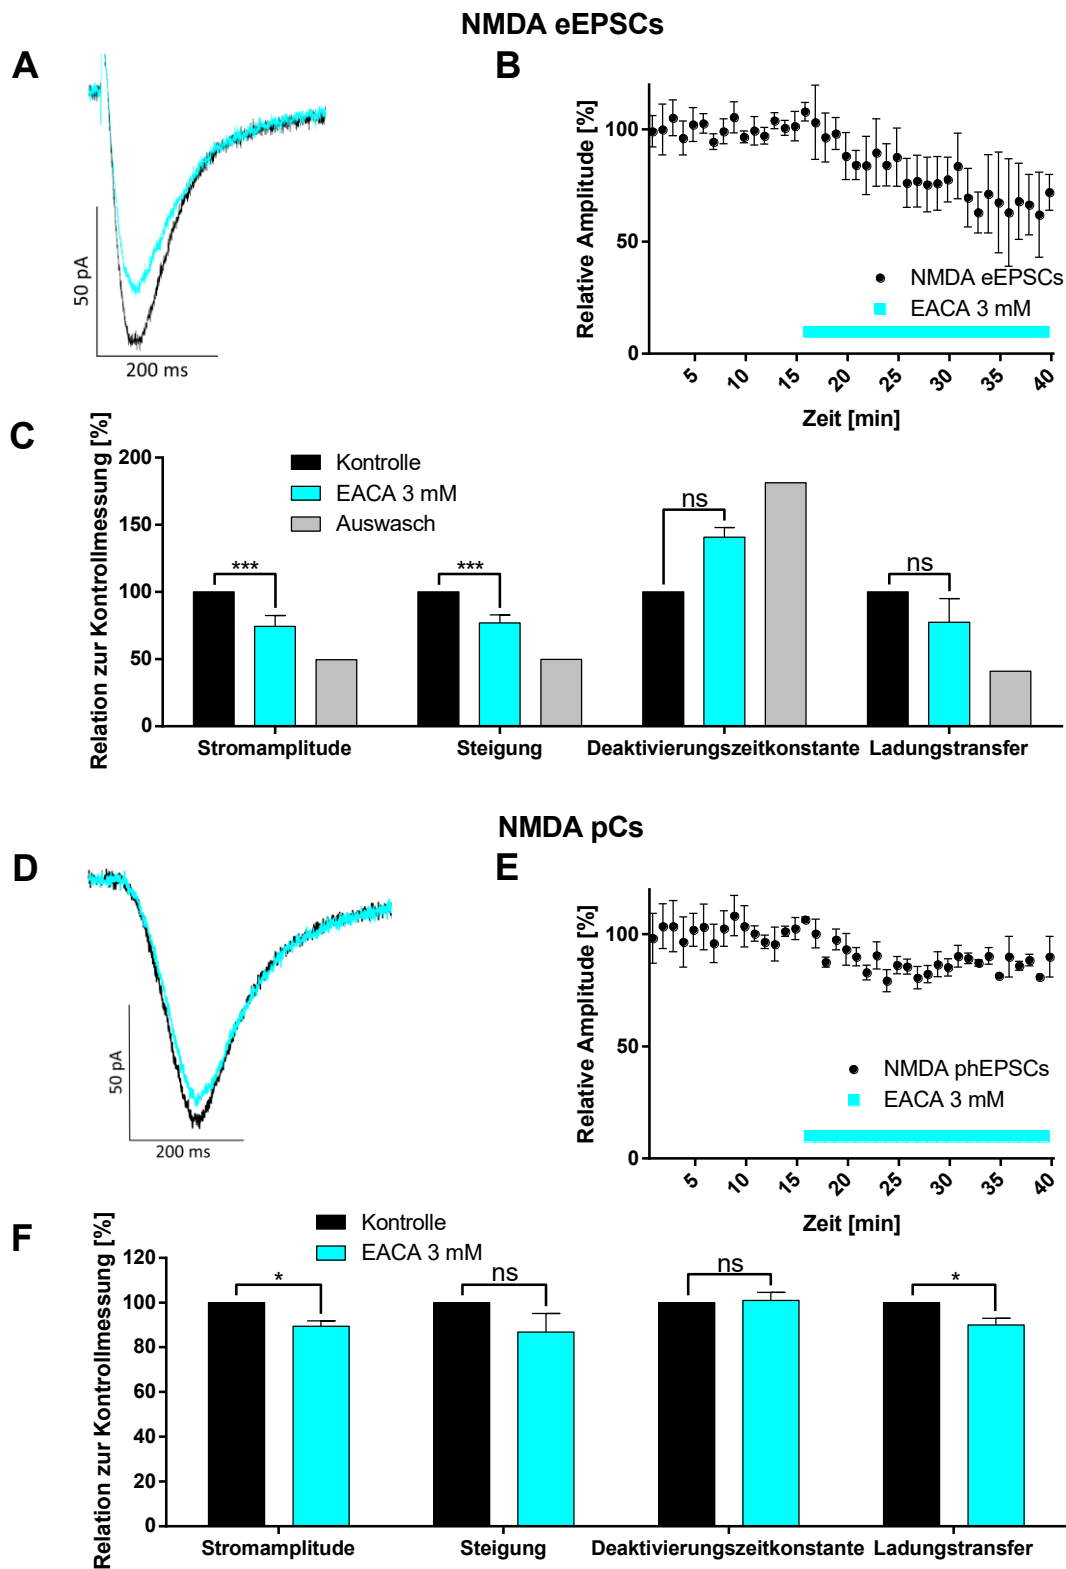 NMDA eEPSCs
A
50 pA
200 ms
B
Relative Amplitude [%]
100
50
0
NMDA eEPSCs
EACA 3 mM
5 10 15 20 25 30 35 40
Zeit [min]
C
Relation zur Kontrollmessung [%]
200
150
100
50
0
Kontrolle
EACA 3 mM
Auswasch
*** *** ns ns
Stromamplitude Steigung Deaktivierungszeitkonstante Ladungstransfer
NMDA pCs
D
50 pA
200 ms
E
Relative Amplitude [%]
100
50
0
NMDA phEPSCs
EACA 3 mM
5 10 15 20 25 30 35 40
Zeit [min]
F
Relation zur Kontrollmessung [%]
120
100
80
60
40
20
0
Kontrolle
EACA 3 mM
* ns ns *
Stromamplitude Steigung Deaktivierungszeitkonstante Ladungstransfer